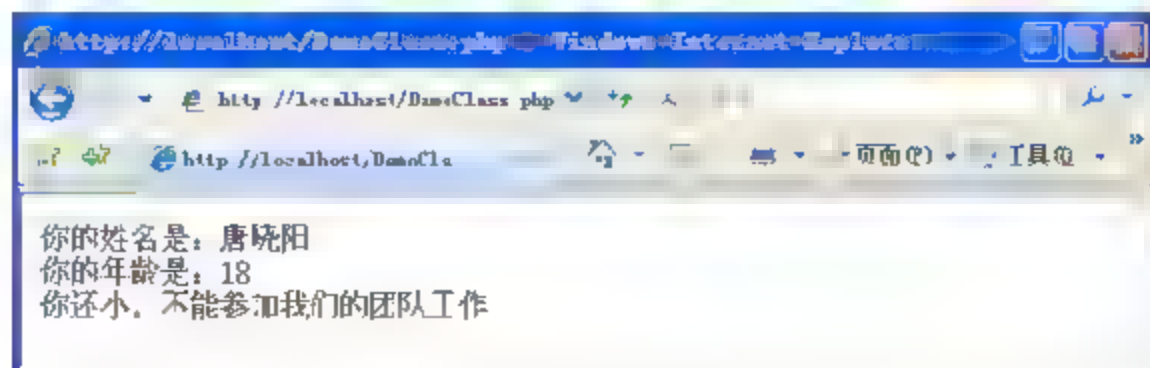 http://localhost/DemoClass.php - Windows Internet Explorer
http://localhost/DemoClass.php
http://localhost/DemoCla
页面(P)
工具(O)
你的姓名是：唐晓阳
你的年龄是：18
你还小，不能参加我们的团队工作